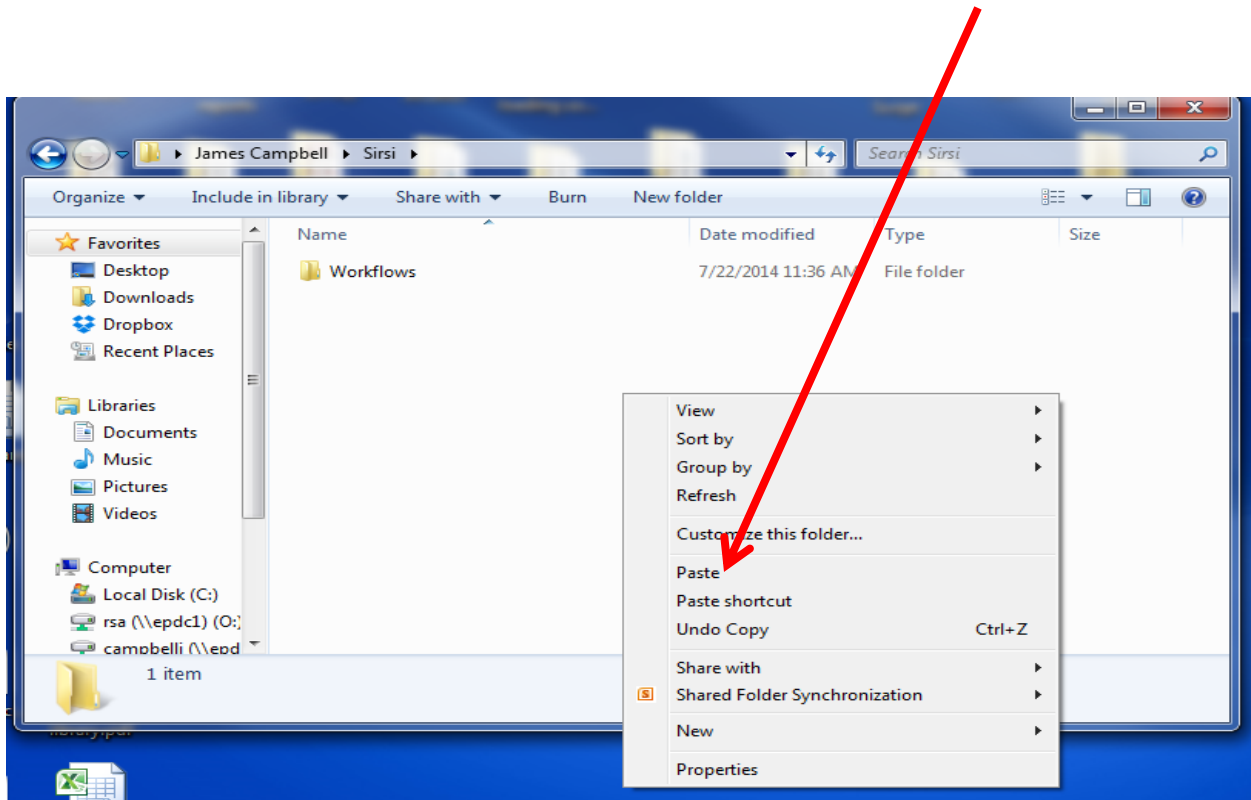 James Campbell Sirsi
Search Sirsi
Organize Include in library Share with Burn New folder
Name Date modified Type Size
Workflows 7/22/2014 11:36 AM File folder
Favorites
Desktop
Downloads
Dropbox
Recent Places
Libraries
Documents
Music
Pictures
Videos
Computer
Local Disk (C:)
rsa (\\epdc1) (O:)
campbelli (\\epd
1 item
View
Sort by
Group by
Refresh
Customize this folder...
Paste
Paste shortcut
Undo Copy Ctrl+Z
Share with
Shared Folder Synchronization
New
Properties